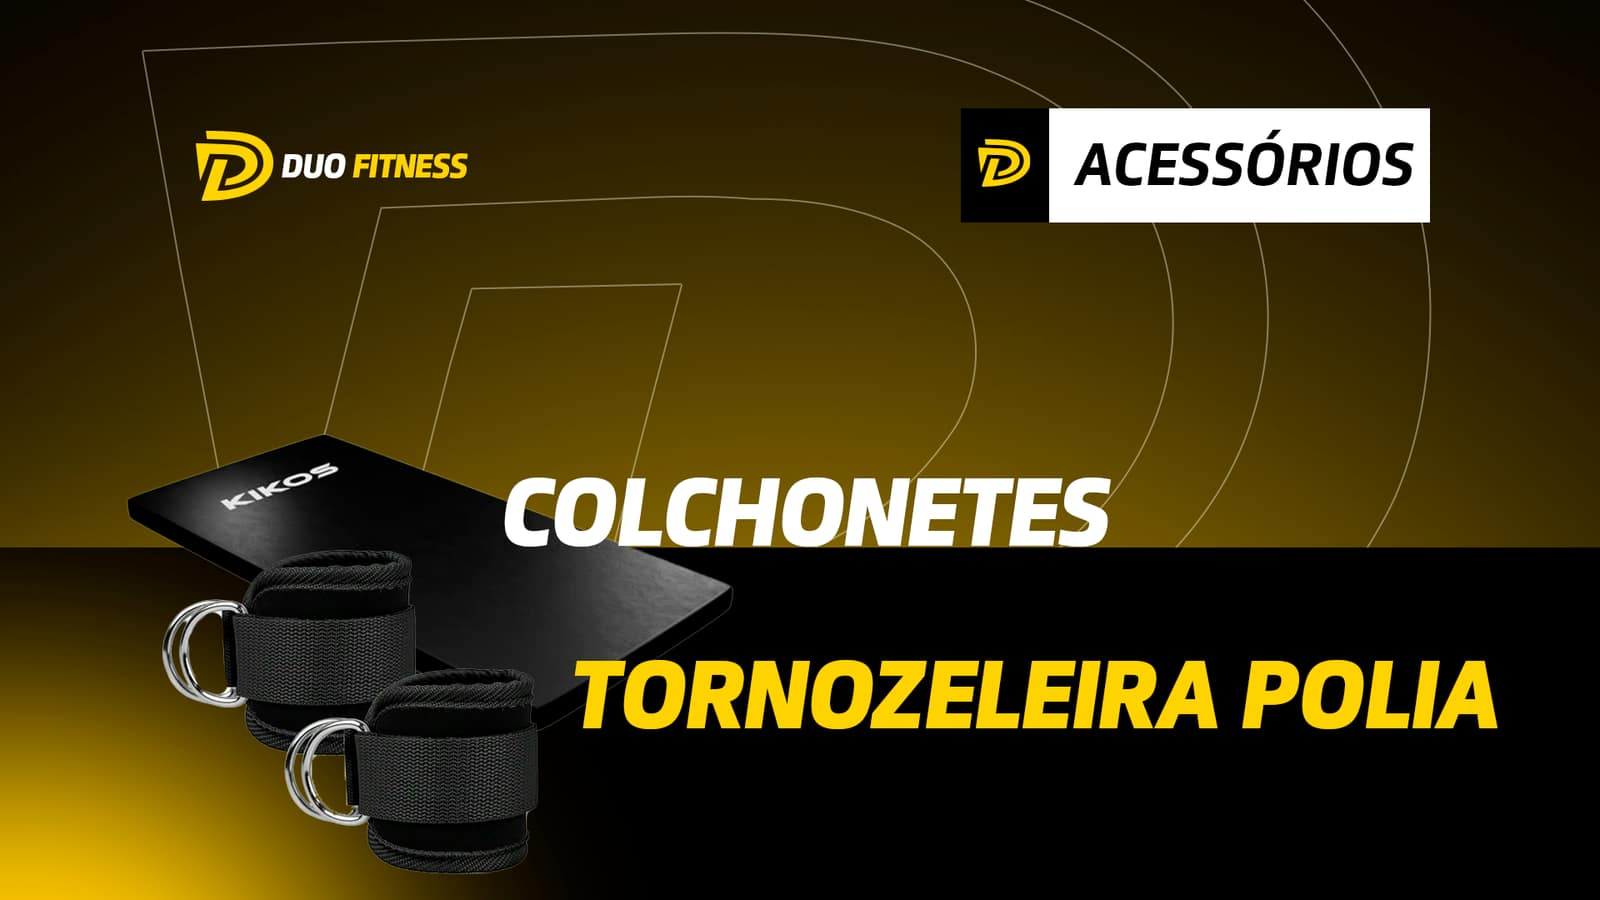 DUO FITNESS
ACESSÓRIOS
KIKOS
COLCHONETES
TORNOZELEIRA POLIA